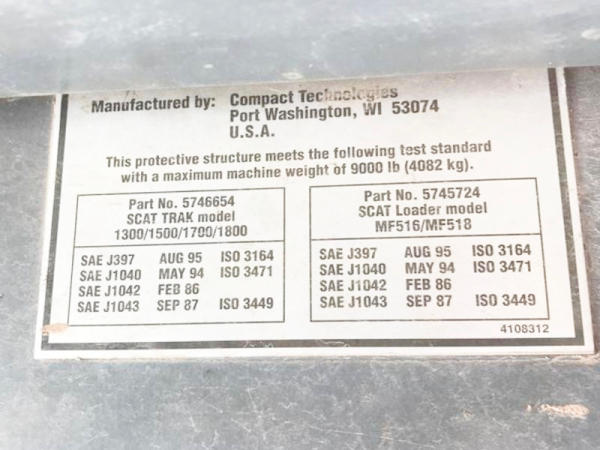 Manufactured by: Compact Technologies
Port Washington, WI 53074
U.S.A.
This protective structure meets the following test standard
with a maximum machine weight of 9000 lb (4082 kg).
Part No. 5746654
SCAT TRAK model
1300/1500/1700/1800
SAE J397 AUG 95 ISO 3164
SAE J1040 MAY 94 ISO 3471
SAE J1042 FEB 86
SAE J1043 SEP 87 ISO 3449
Part No. 5745724
SCAT Loader model
MF516/MF518
SAE J397 AUG 95 ISO 3164
SAE J1040 MAY 94 ISO 3471
SAE J1042 FEB 86
SAE J1043 SEP 87 ISO 3449
4108312